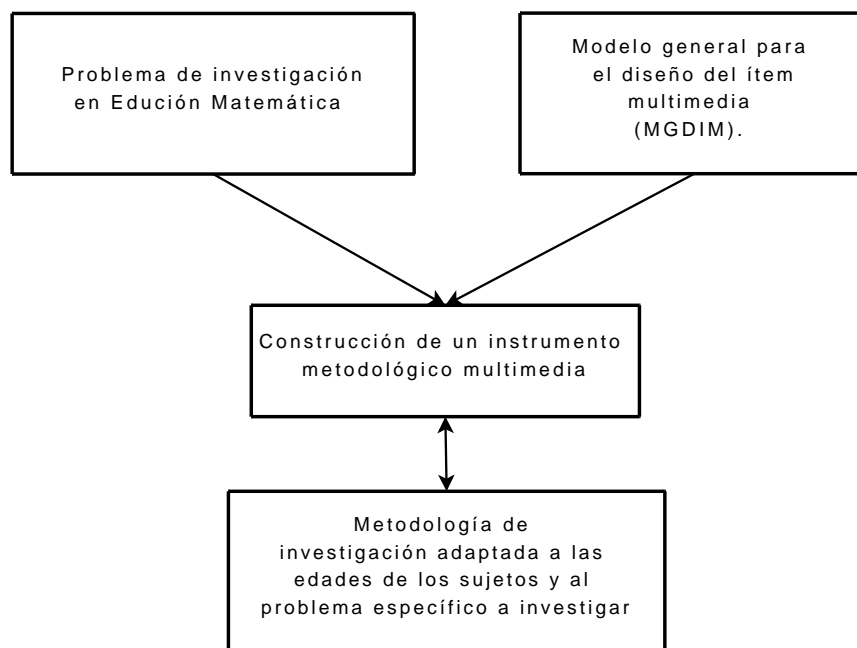 Problema de investigación
en Edución Matemática
Modelo general para
el diseño del ítem
multimedia
(MGDIM).
Construcción de un instrumento
metodológico multimedia
Metodología de
investigación adaptada a las
edades de los sujetos y al
problema específico a investigar